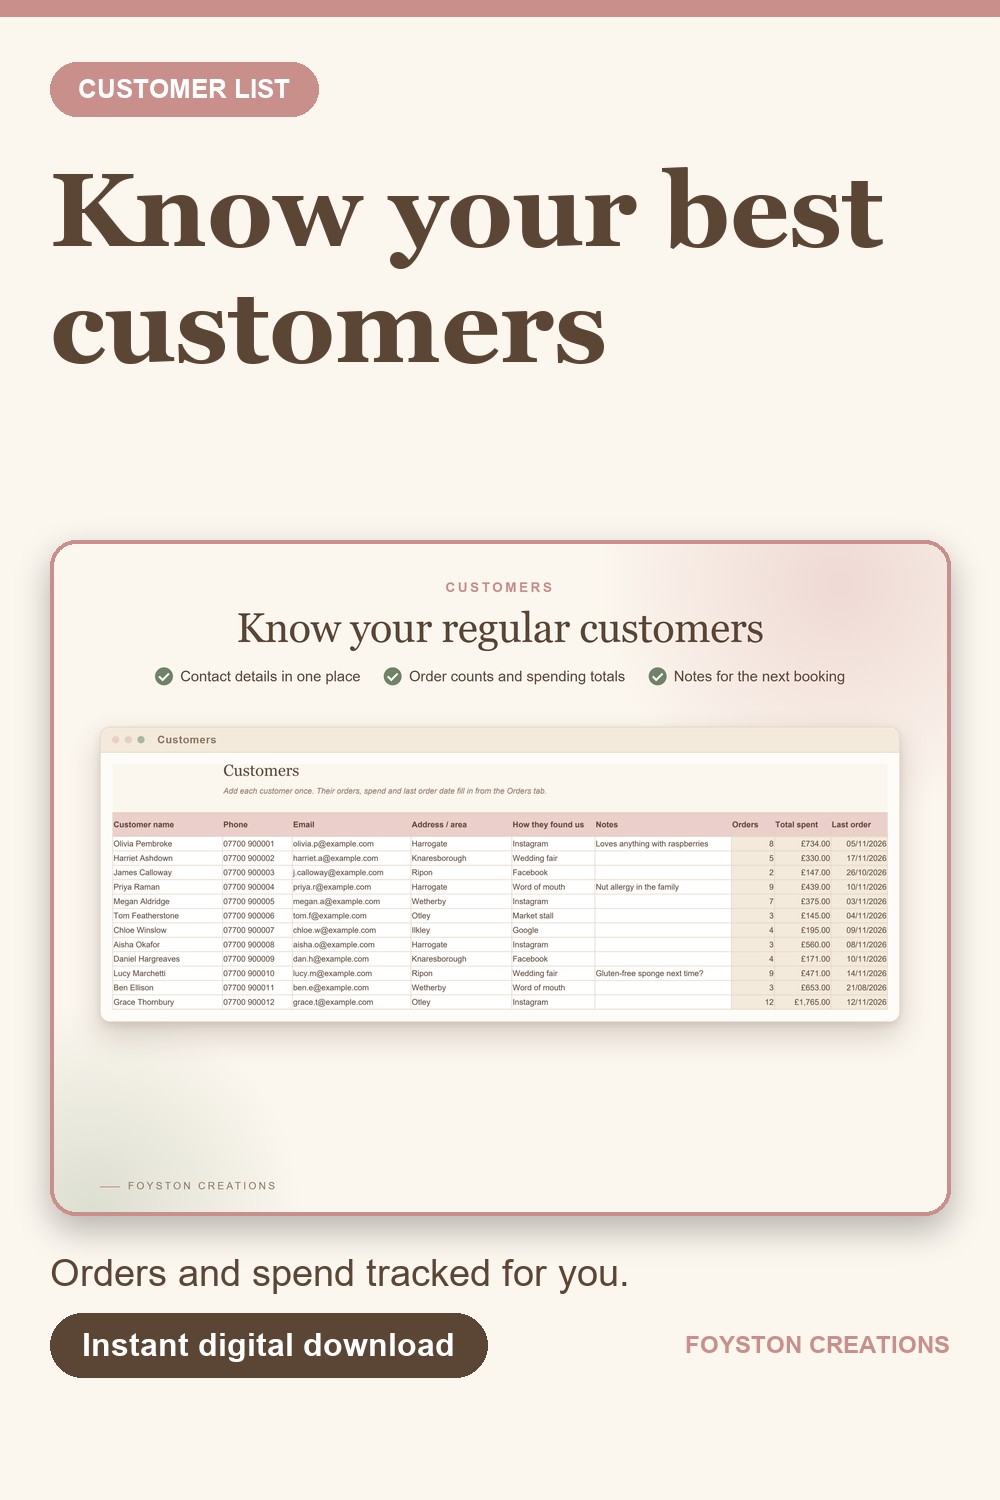 CUSTOMER LIST
Know your best
customers
CUSTOMERS
Know your regular customers
Contact details in one place Order counts and spending totals Notes for the next booking
Customers
Customers
Add each customer once. Their orders, spend and last order date fill in from the Orders tab.
Customer name Phone Email Address / area How they found us Notes Orders Total spent Last order
Olivia Pembroke 07700 900001 olivia.p@example.com Harrogate Instagram Loves anything with raspberries 8 £734.00 05/11/2026
Harriet Ashdown 07700 900002 harriet.a@example.com Knaresborough Wedding fair 5 £330.00 17/11/2026
James Calloway 07700 900003 j.calloway@example.com Ripon Facebook 2 £147.00 26/10/2026
Priya Raman 07700 900004 priya.r@example.com Harrogate Word of mouth Nut allergy in the family 9 £439.00 10/11/2026
Megan Aldridge 07700 900005 megan.a@example.com Wetherby Instagram 7 £375.00 03/11/2026
Tom Featherstone 07700 900006 tom.f@example.com Otley Market stall 3 £145.00 04/11/2026
Chloe Winslow 07700 900007 chloe.w@example.com Ilkley Google 4 £195.00 09/11/2026
Aisha Okafor 07700 900008 aisha.o@example.com Harrogate Instagram 3 £560.00 08/11/2026
Daniel Hargreaves 07700 900009 dan.h@example.com Knaresborough Facebook 4 £171.00 10/11/2026
Lucy Marchetti 07700 900010 lucy.m@example.com Ripon Wedding fair Gluten-free sponge next time? 9 £471.00 14/11/2026
Ben Ellison 07700 900011 ben.e@example.com Wetherby Word of mouth 3 £653.00 21/08/2026
Grace Thornbury 07700 900012 grace.t@example.com Otley Instagram 12 £1,765.00 12/11/2026
FOYSTON CREATIONS
Orders and spend tracked for you.
Instant digital download
FOYSTON CREATIONS